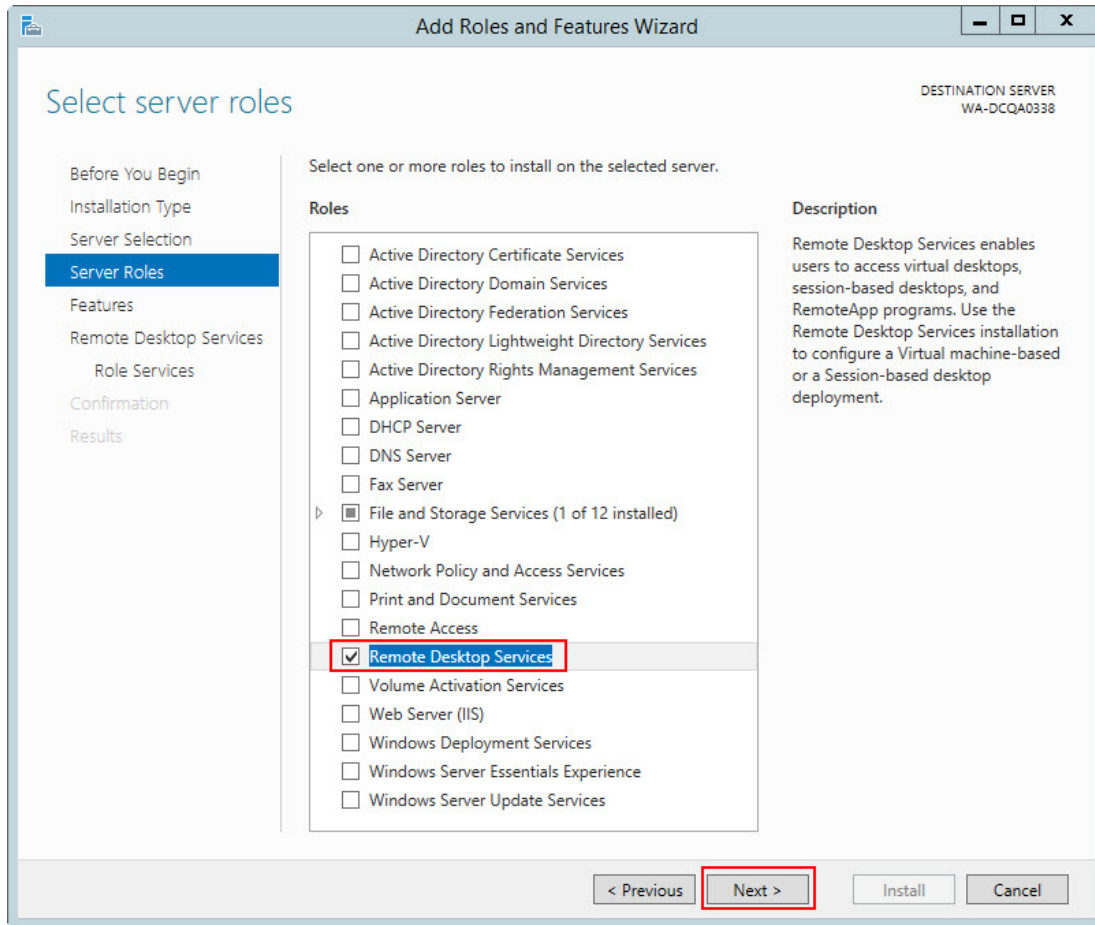 Add Roles and Features Wizard
Select server roles
DESTINATION SERVER
WA-DCQA0338
Before You Begin
Installation Type
Server Selection
Server Roles
Features
Remote Desktop Services
Role Services
Confirmation
Results
Select one or more roles to install on the selected server.
Roles
Active Directory Certificate Services
Active Directory Domain Services
Active Directory Federation Services
Active Directory Lightweight Directory Services
Active Directory Rights Management Services
Application Server
DHCP Server
DNS Server
Fax Server
File and Storage Services (1 of 12 installed)
Hyper-V
Network Policy and Access Services
Print and Document Services
Remote Access
Remote Desktop Services
Volume Activation Services
Web Server (IIS)
Windows Deployment Services
Windows Server Essentials Experience
Windows Server Update Services
Description
Remote Desktop Services enables
users to access virtual desktops,
session-based desktops, and
RemoteApp programs. Use the
Remote Desktop Services installation
to configure a Virtual machine-based
or a Session-based desktop
deployment.
< Previous
Next >
Install
Cancel